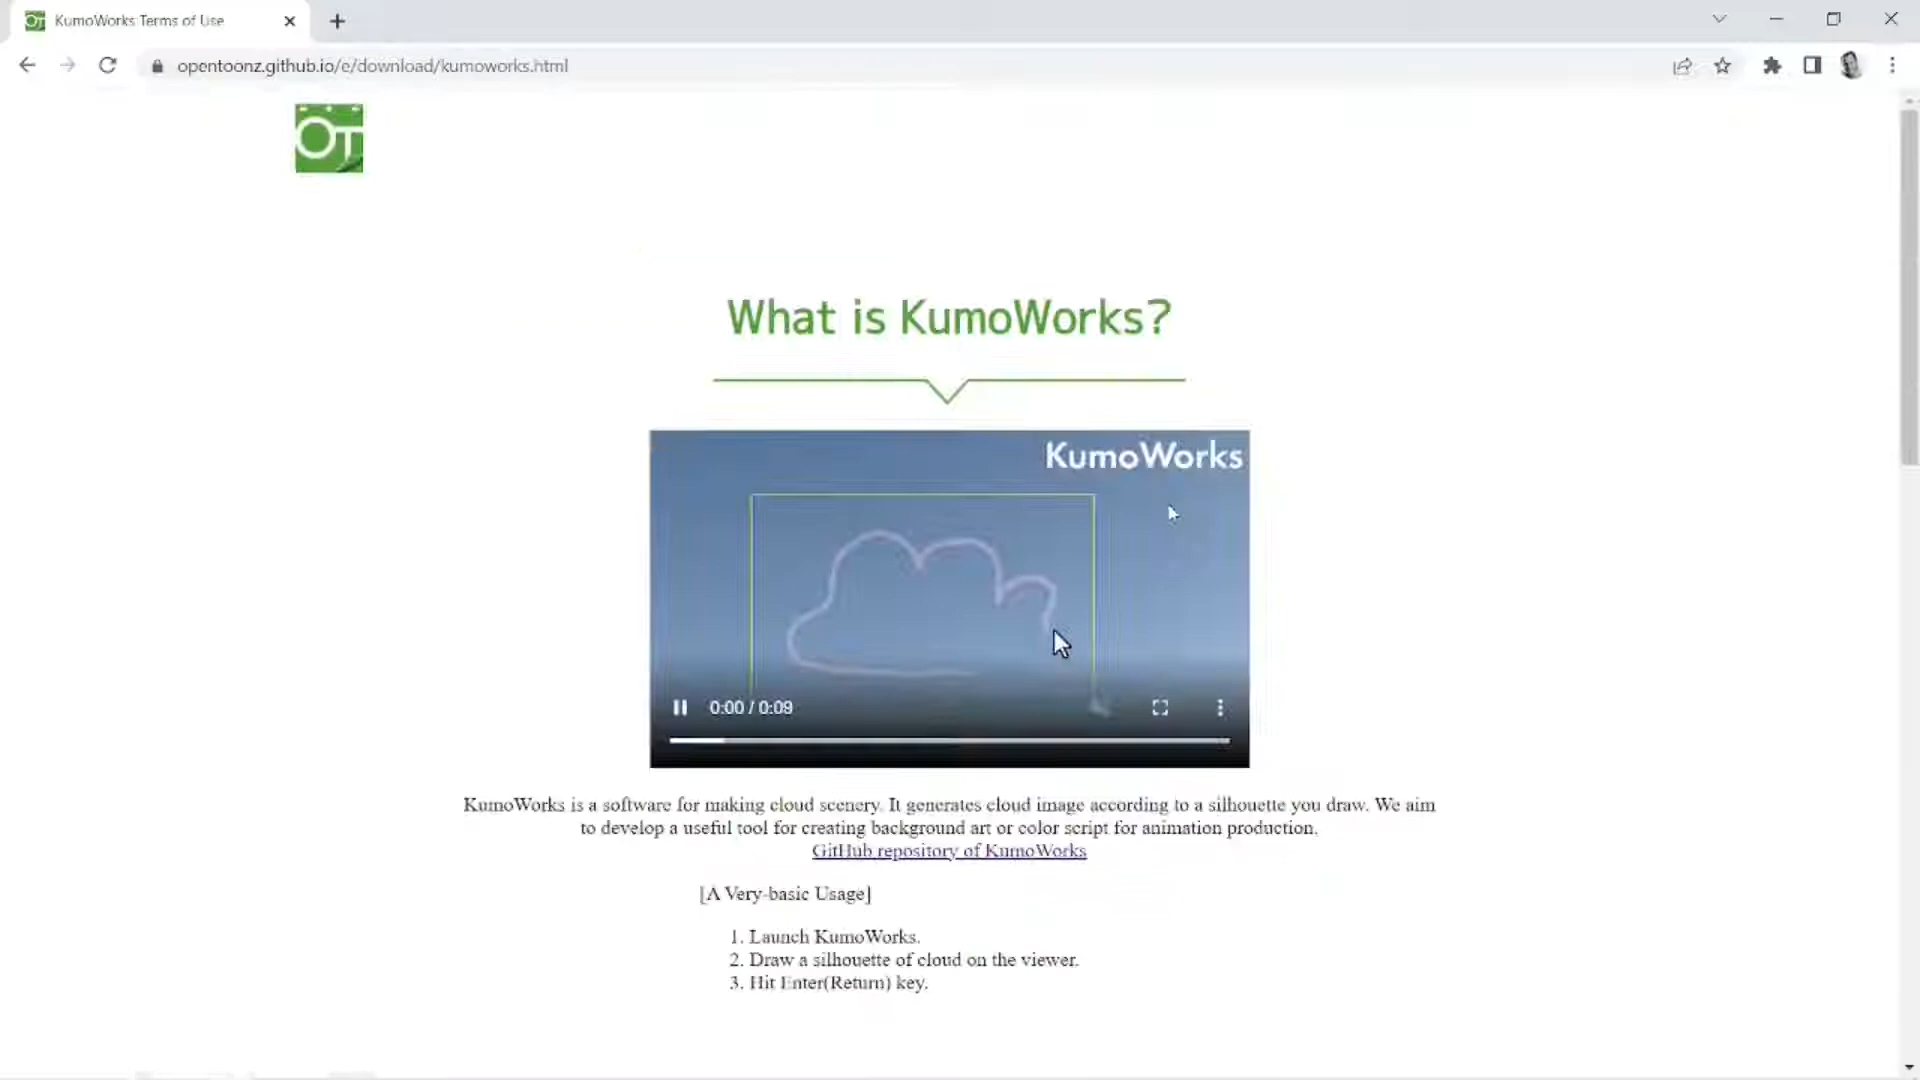 KumoWorks Terms of Use
opentoonz.github.io/e/download/kumoworks.html
OT
What is KumoWorks?
KumoWorks
0:00 / 0:09
KumoWorks is a software for making cloud scenery. It generates cloud image according to a silhouette you draw. We aim
to develop a useful tool for creating background art or color script for animation production.
GitHub repository of KumoWorks
[A Very-basic Usage]
1. Launch KumoWorks.
2. Draw a silhouette of cloud on the viewer.
3. Hit Enter(Return) key.